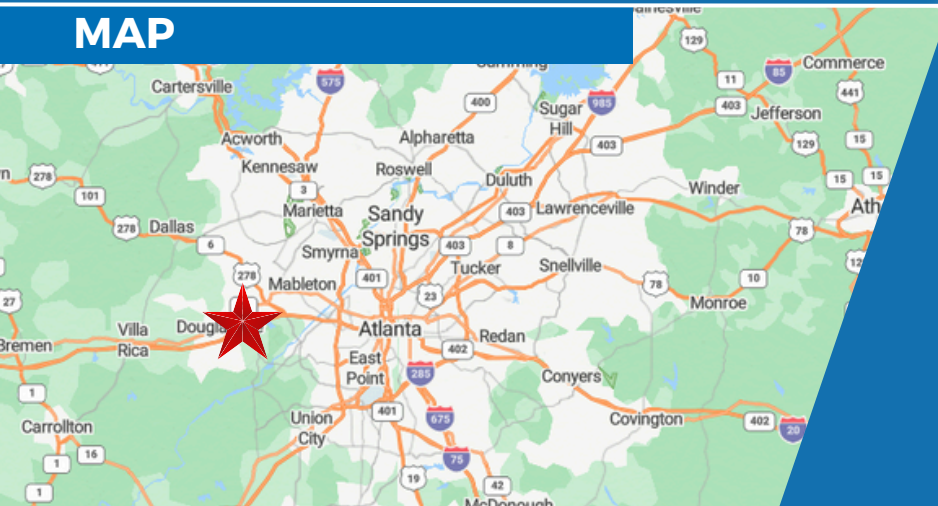 MAP
129
Commerce
575
Cartersville
85
11
441
400
985
403
Sugar
Hill
Jefferson
Acworth
Alpharetta
403
129
15
Kennesaw
Roswell
278
3
Duluth
15
15
101
Winder
Marietta
Sandy
Springs
403
Lawrenceville
278
Dallas
6
Smyrna
403
8
78
Tucker
Snellville
278
Mableton
401
23
78
10
27
Monroe
Villa
Rica
Atlanta
Redan
Bremen
402
East
Point
285
Conyers
1
401
675
Covington
402
20
Carrollton
Union
City
16
1
75
19
42
1